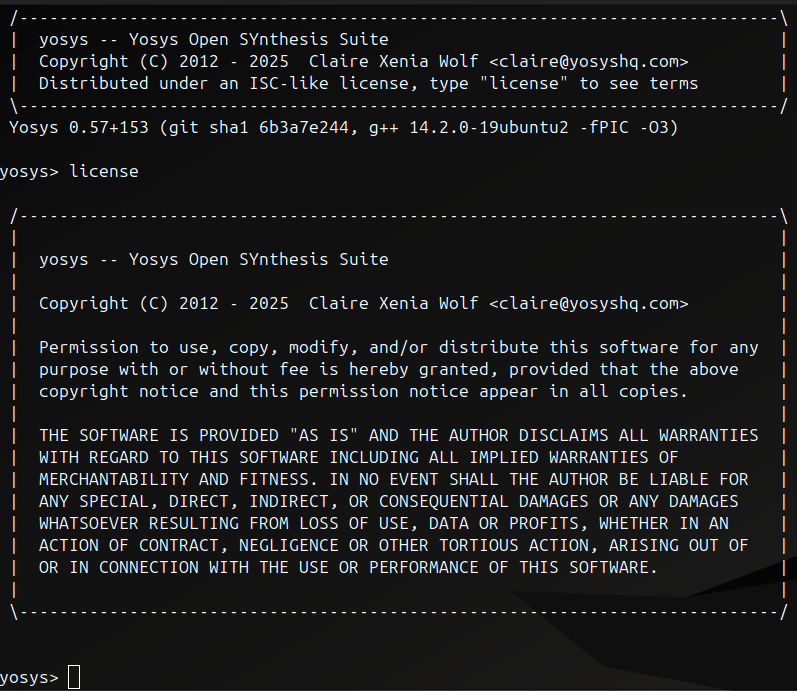 /----------------------------------------------------------------------------\
|  yosys -- Yosys Open SYnthesis Suite                                       |
|  Copyright (C) 2012 - 2025  Claire Xenia Wolf <claire@yosyshq.com>         |
|  Distributed under an ISC-like license, type "license" to see terms        |
\----------------------------------------------------------------------------/
Yosys 0.57+153 (git sha1 6b3a7e244, g++ 14.2.0-19ubuntu2 -fPIC -O3)

yosys> license

/----------------------------------------------------------------------------\
|                                                                            |
|  yosys -- Yosys Open SYnthesis Suite                                       |
|                                                                            |
|  Copyright (C) 2012 - 2025  Claire Xenia Wolf <claire@yosyshq.com>         |
|                                                                            |
|  Permission to use, copy, modify, and/or distribute this software for any  |
|  purpose with or without fee is hereby granted, provided that the above    |
|  copyright notice and this permission notice appear in all copies.         |
|                                                                            |
|  THE SOFTWARE IS PROVIDED "AS IS" AND THE AUTHOR DISCLAIMS ALL WARRANTIES  |
|  WITH REGARD TO THIS SOFTWARE INCLUDING ALL IMPLIED WARRANTIES OF          |
|  MERCHANTABILITY AND FITNESS. IN NO EVENT SHALL THE AUTHOR BE LIABLE FOR   |
|  ANY SPECIAL, DIRECT, INDIRECT, OR CONSEQUENTIAL DAMAGES OR ANY DAMAGES    |
|  WHATSOEVER RESULTING FROM LOSS OF USE, DATA OR PROFITS, WHETHER IN AN     |
|  ACTION OF CONTRACT, NEGLIGENCE OR OTHER TORTIOUS ACTION, ARISING OUT OF   |
|  OR IN CONNECTION WITH THE USE OR PERFORMANCE OF THIS SOFTWARE.            |
|                                                                            |
\----------------------------------------------------------------------------/

yosys>